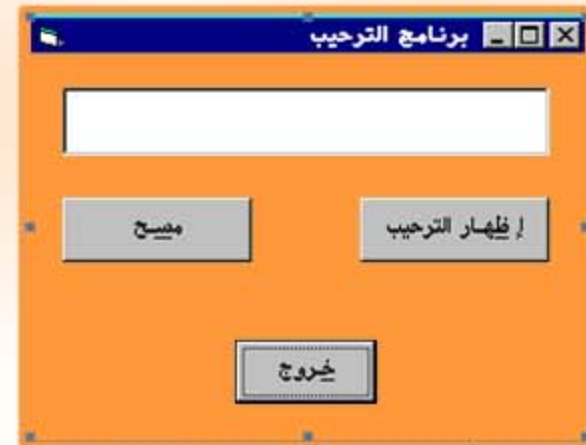 برنامج الترحيب
إظهار الترحيب
مسح
خروج